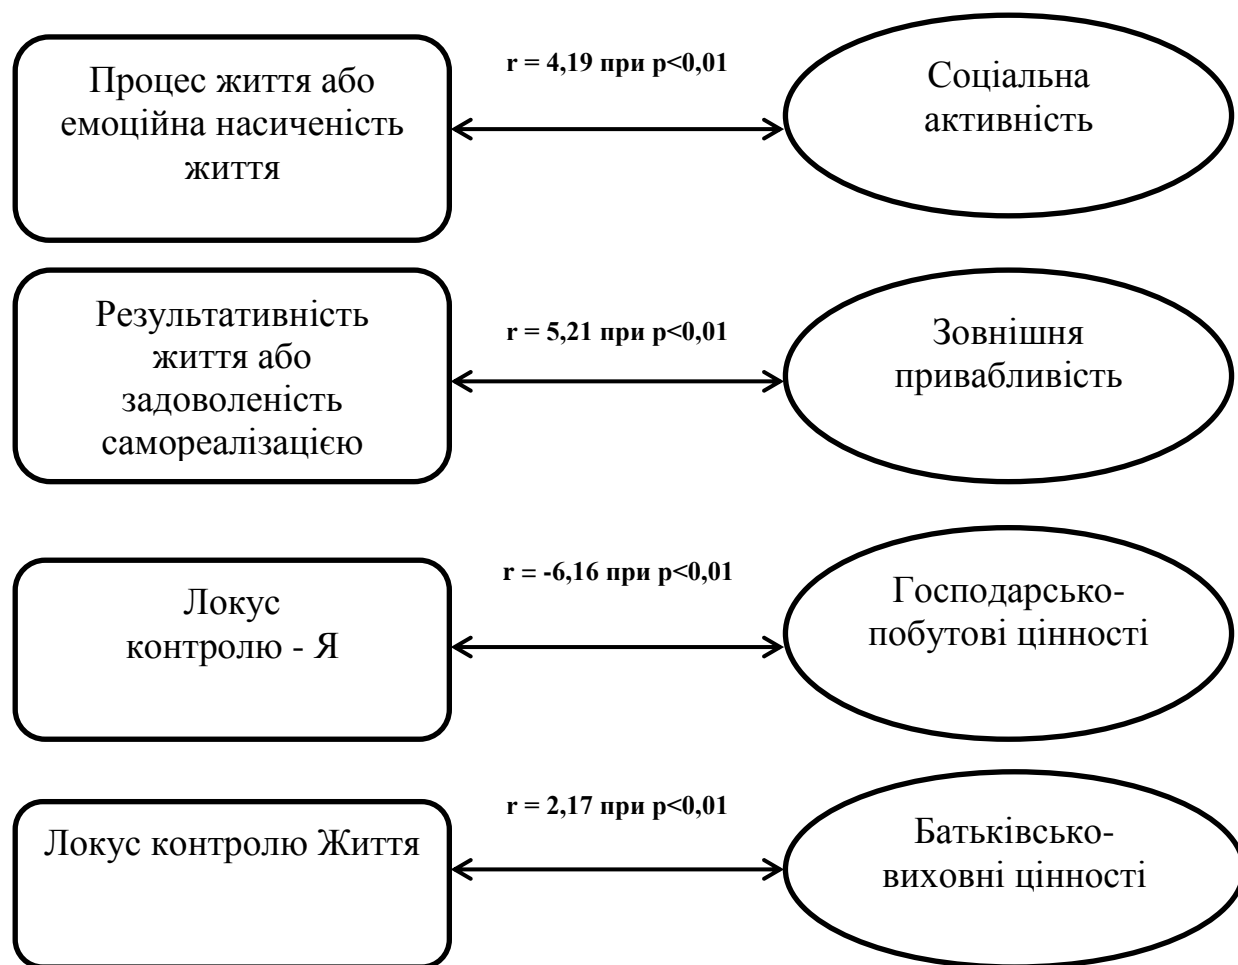 Процес життя або
емоційна насиченість
життя
r = 4,19 при p<0,01
Соціальна
активність
Результативність
життя або
задоволеність
самореалізацією
r = 5,21 при p<0,01
Зовнішня
привабливість
Локус
контролю - Я
r = -6,16 при p<0,01
Господарсько-
побутові цінності
Локус контролю Життя
r = 2,17 при p<0,01
Батьківсько-
виховні цінності